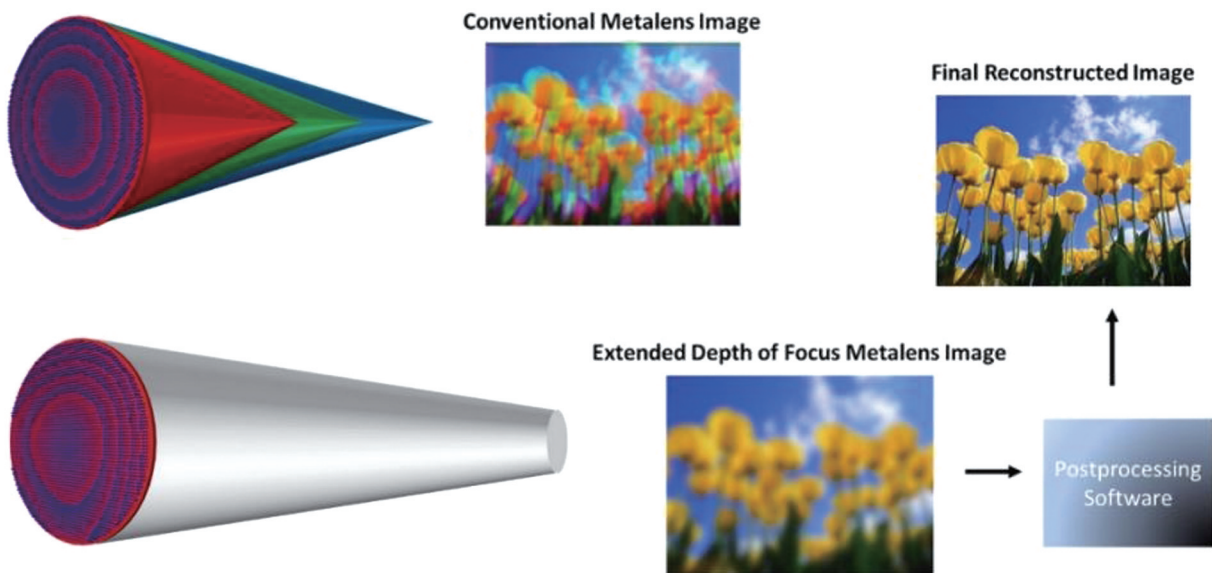 Conventional Metalens Image
Final Reconstructed Image
Extended Depth of Focus Metalens Image
Postprocessing
Software